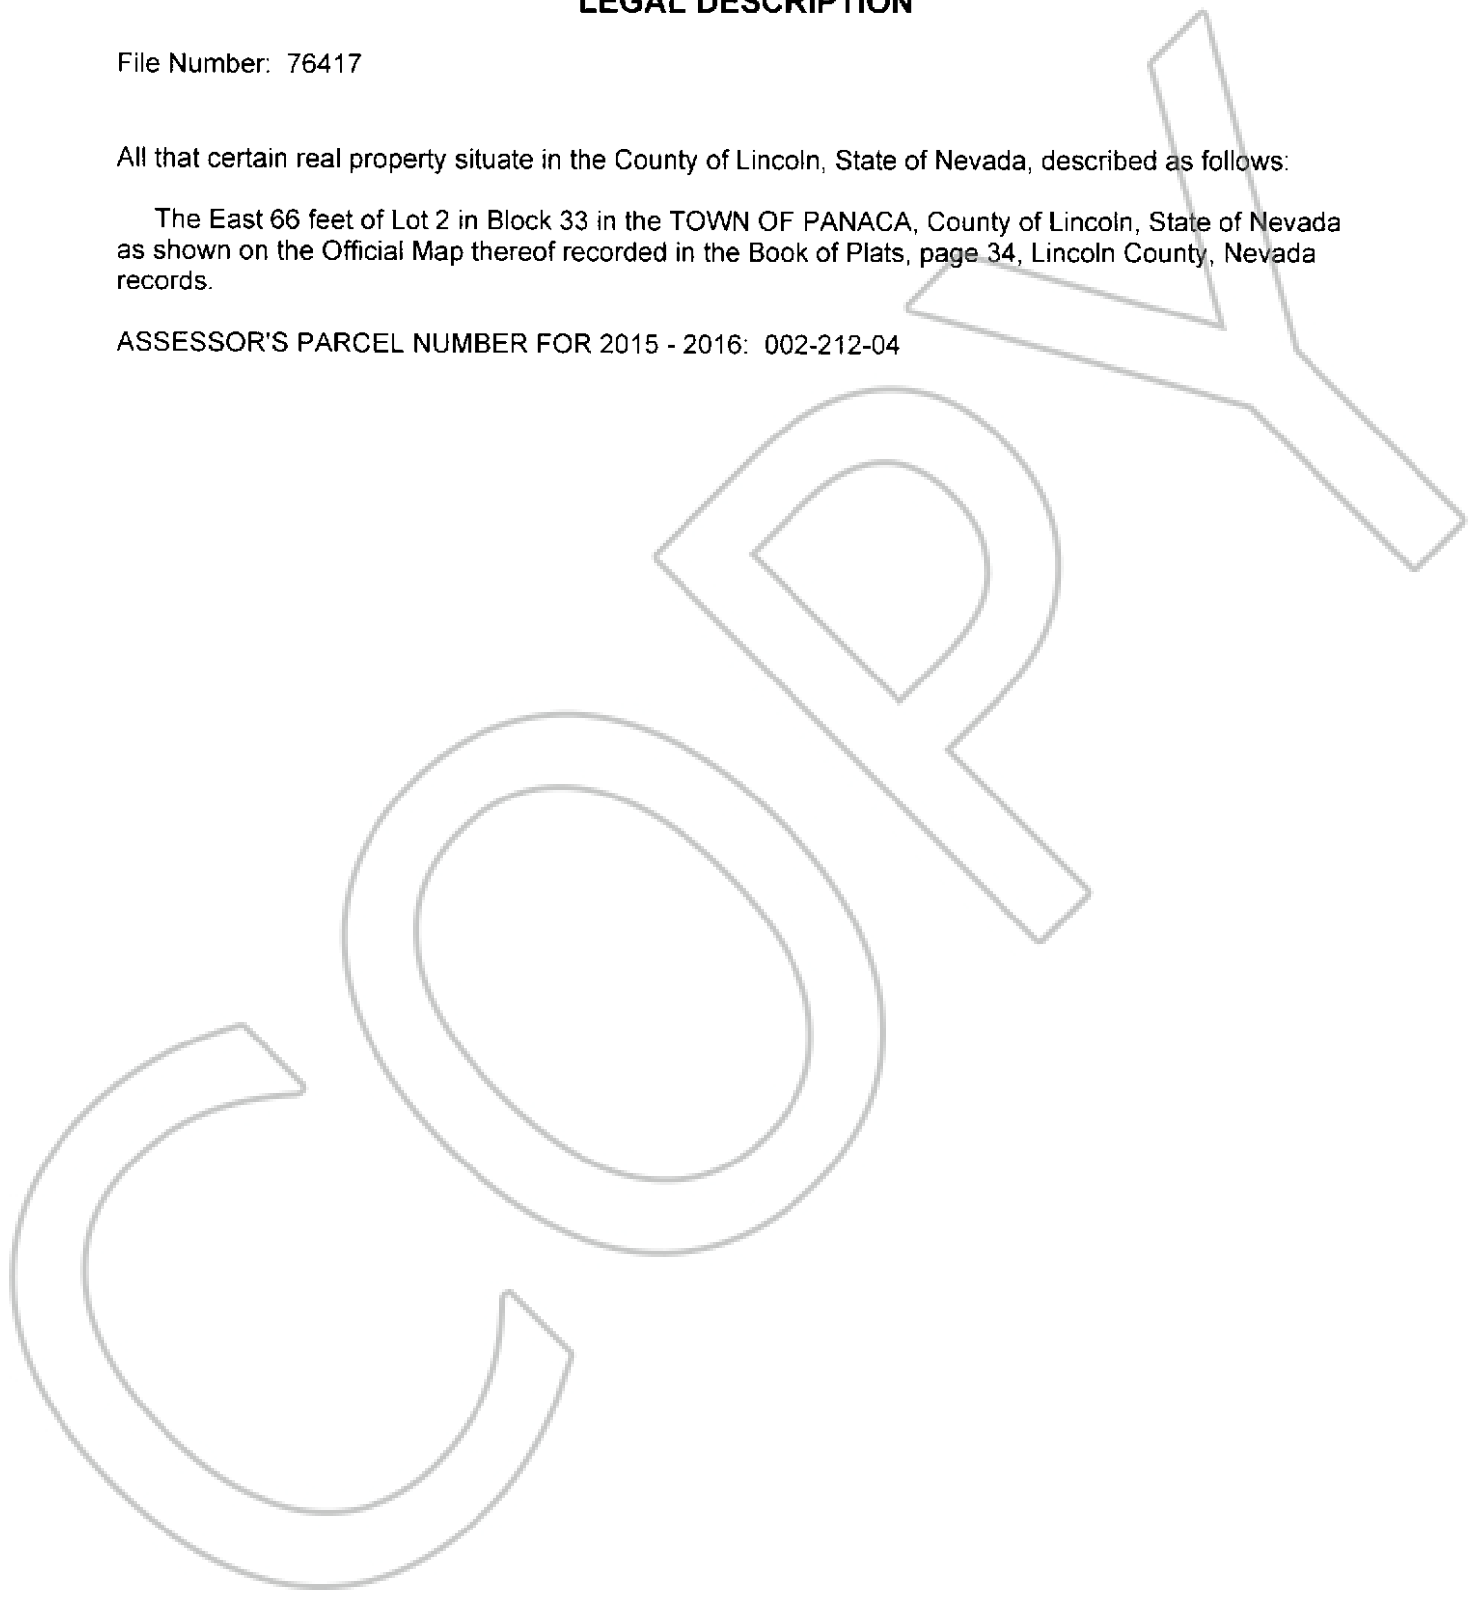 LEGAL DESCRIPTION
File Number: 76417
All that certain real property situate in the County of Lincoln, State of Nevada, described as follows:
The East 66 feet of Lot 2 in Block 33 in the TOWN OF PANACA, County of Lincoln, State of Nevada
as shown on the Official Map thereof recorded in the Book of Plats, page 34, Lincoln County, Nevada
records.
ASSESSOR'S PARCEL NUMBER FOR 2015 - 2016: 002-212-04
COPY